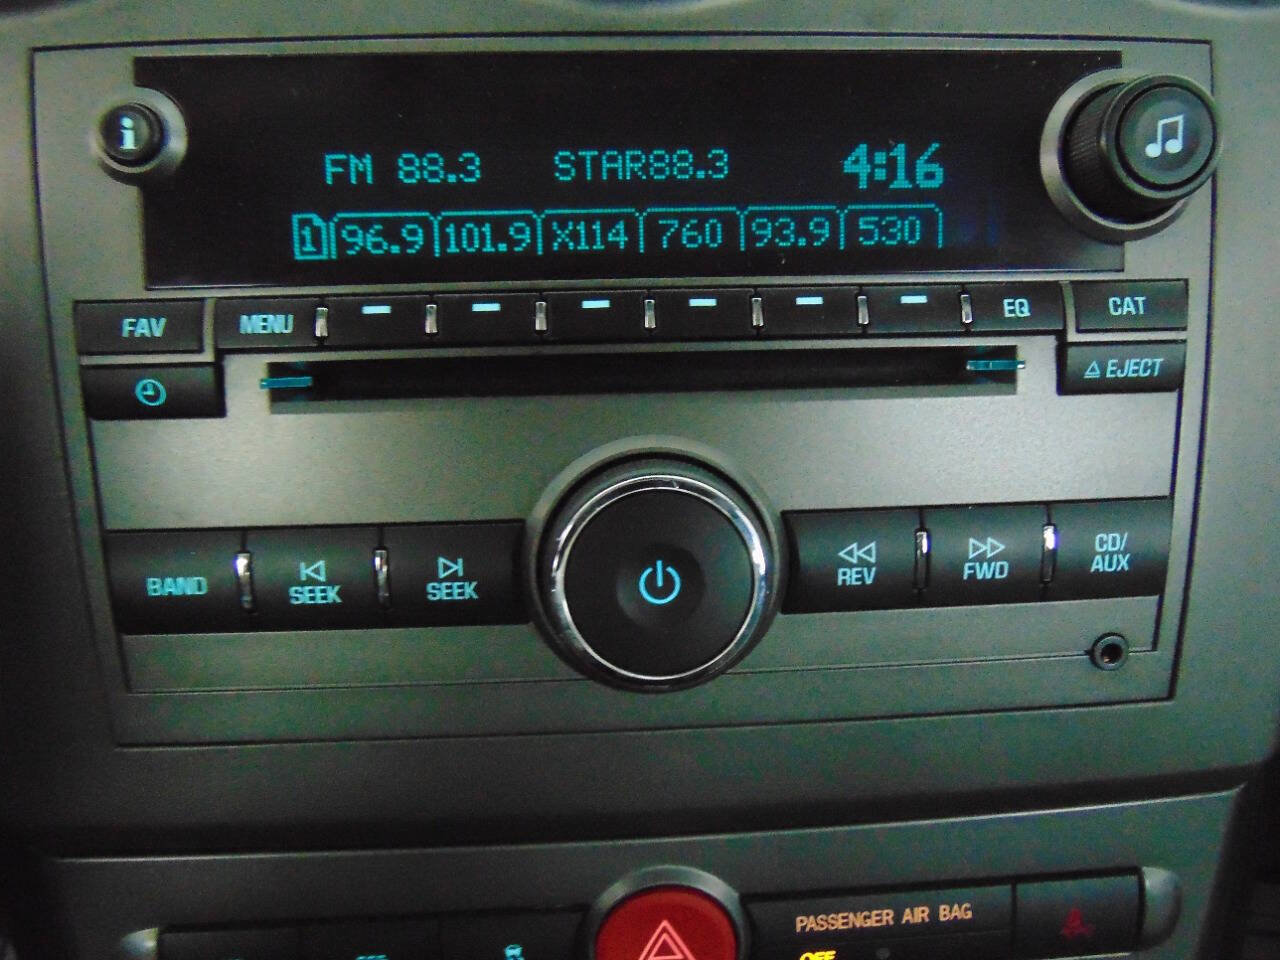 i
FM 88.3 STAR88.3 4:16
1 96.9 101.9 X114 760 93.9 530
FAV MENU EQ CAT
EJECT
BAND SEEK SEEK REV FWD CD/
AUX
PASSENGER AIR BAG
OFF